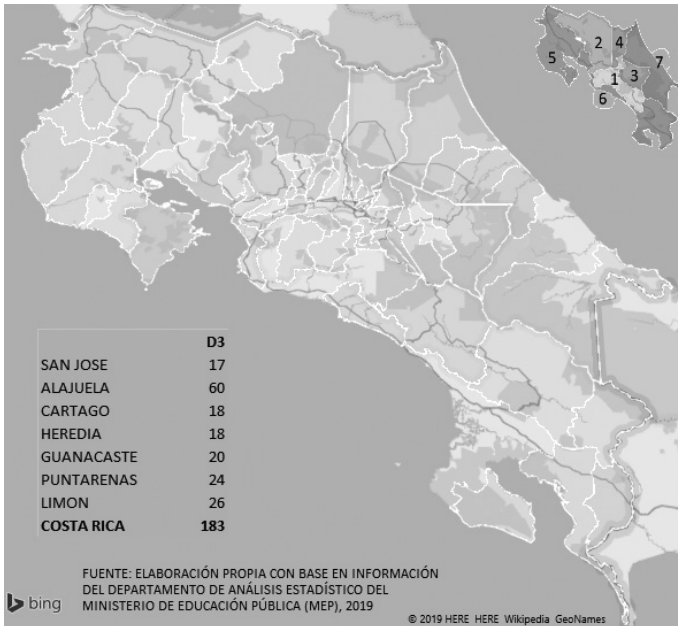 2
4
5
7
1
3
6
D3
SAN JOSE 17
ALAJUELA 60
CARTAGO 18
HEREDIA 18
GUANACASTE 20
PUNTARENAS 24
LIMON 26
COSTA RICA 183
FUENTE: ELABORACIÓN PROPIA CON BASE EN INFORMACIÓN
DEL DEPARTAMENTO DE ANÁLISIS ESTADÍSTICO DEL
MINISTERIO DE EDUCACIÓN PÚBLICA (MEP), 2019
bing
© 2019 HERE HERE Wikipedia GeoNames